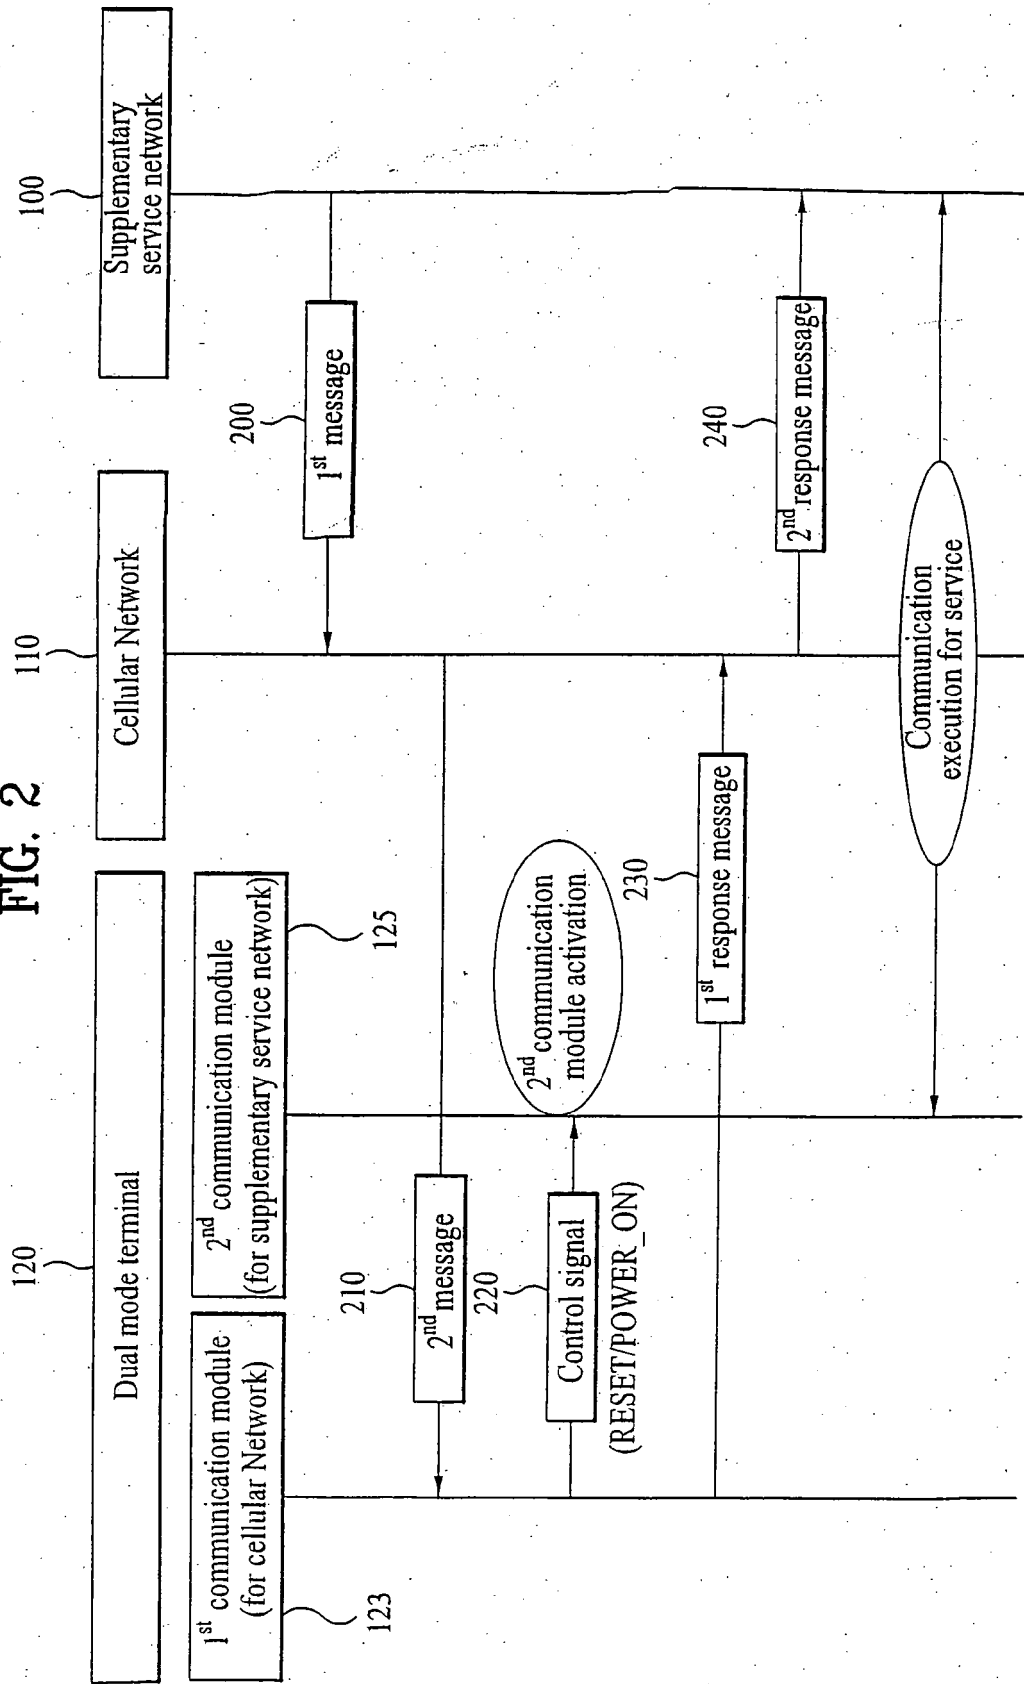 FIG. 2
120
110
100
Dual mode terminal
Cellular Network
Supplementary
service network
1st communication module
(for cellular Network)
123
2nd communication module
(for supplementary service network)
125
200
1st message
210
2nd message
220
Control signal
(RESET/POWER_ON)
2nd communication
module activation
230
1st response message
240
2nd response message
Communication
execution for service